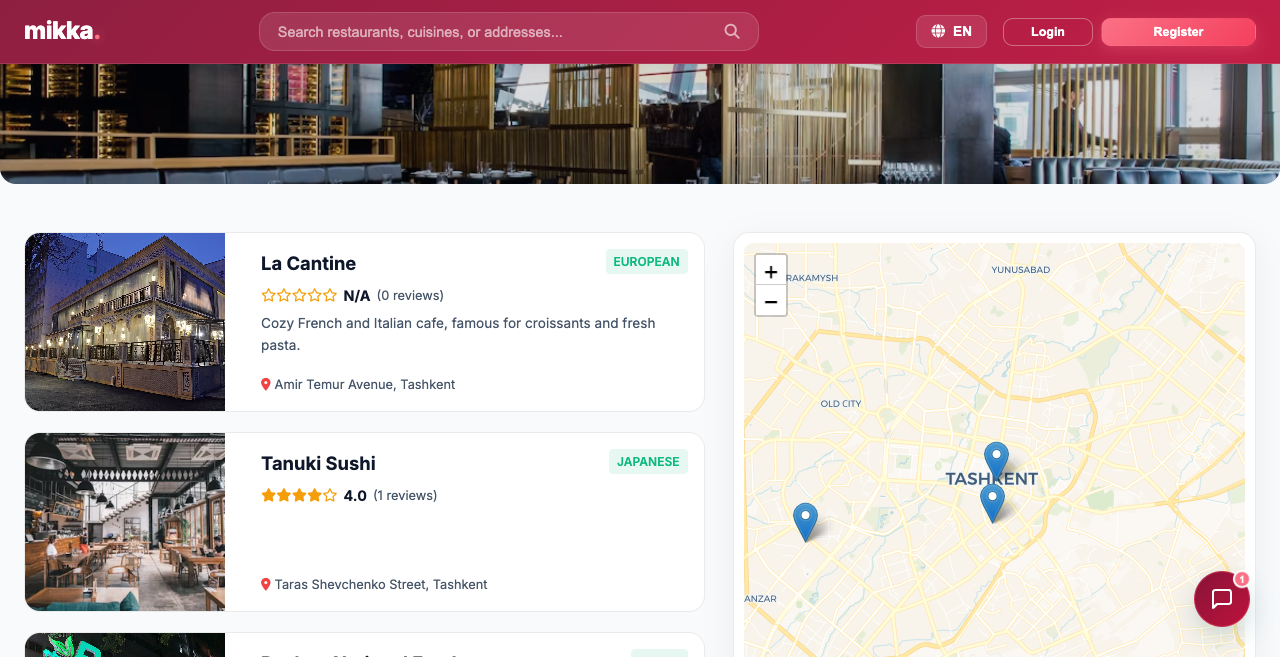 mikka.
Search restaurants, cuisines, or addresses...
EN
Login
Register
La Cantine
EUROPEAN
N/A (0 reviews)
Cozy French and Italian cafe, famous for croissants and fresh
pasta.
Amir Temur Avenue, Tashkent
Tanuki Sushi
JAPANESE
4.0 (1 reviews)
Taras Shevchenko Street, Tashkent
+
−
RAKAMYSH
YUNUSABAD
OLD CITY
TASHKENT
ANZAR
1